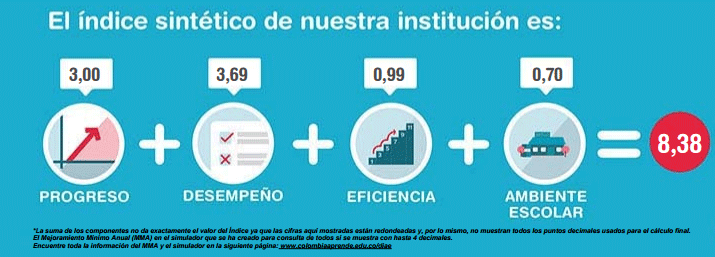 El índice sintético de nuestra institución es:
3,00 3,69 0,99 0,70
+ + + = 8,38
PROGRESO DESEMPEÑO EFICIENCIA AMBIENTE
ESCOLAR
*La suma de los componentes no da exactamente el valor del Índice ya que las cifras aquí mostradas están redondeadas y, por lo mismo, no muestran todos los puntos decimales usados para el cálculo final.
El Mejoramiento Mínimo Anual (MMA) en el simulador que se ha creado para consulta de todos si se muestra con hasta 4 decimales.
Encuentre toda la información del MMA y el simulador en la siguiente página: www.colombiaaprende.edu.co/diae